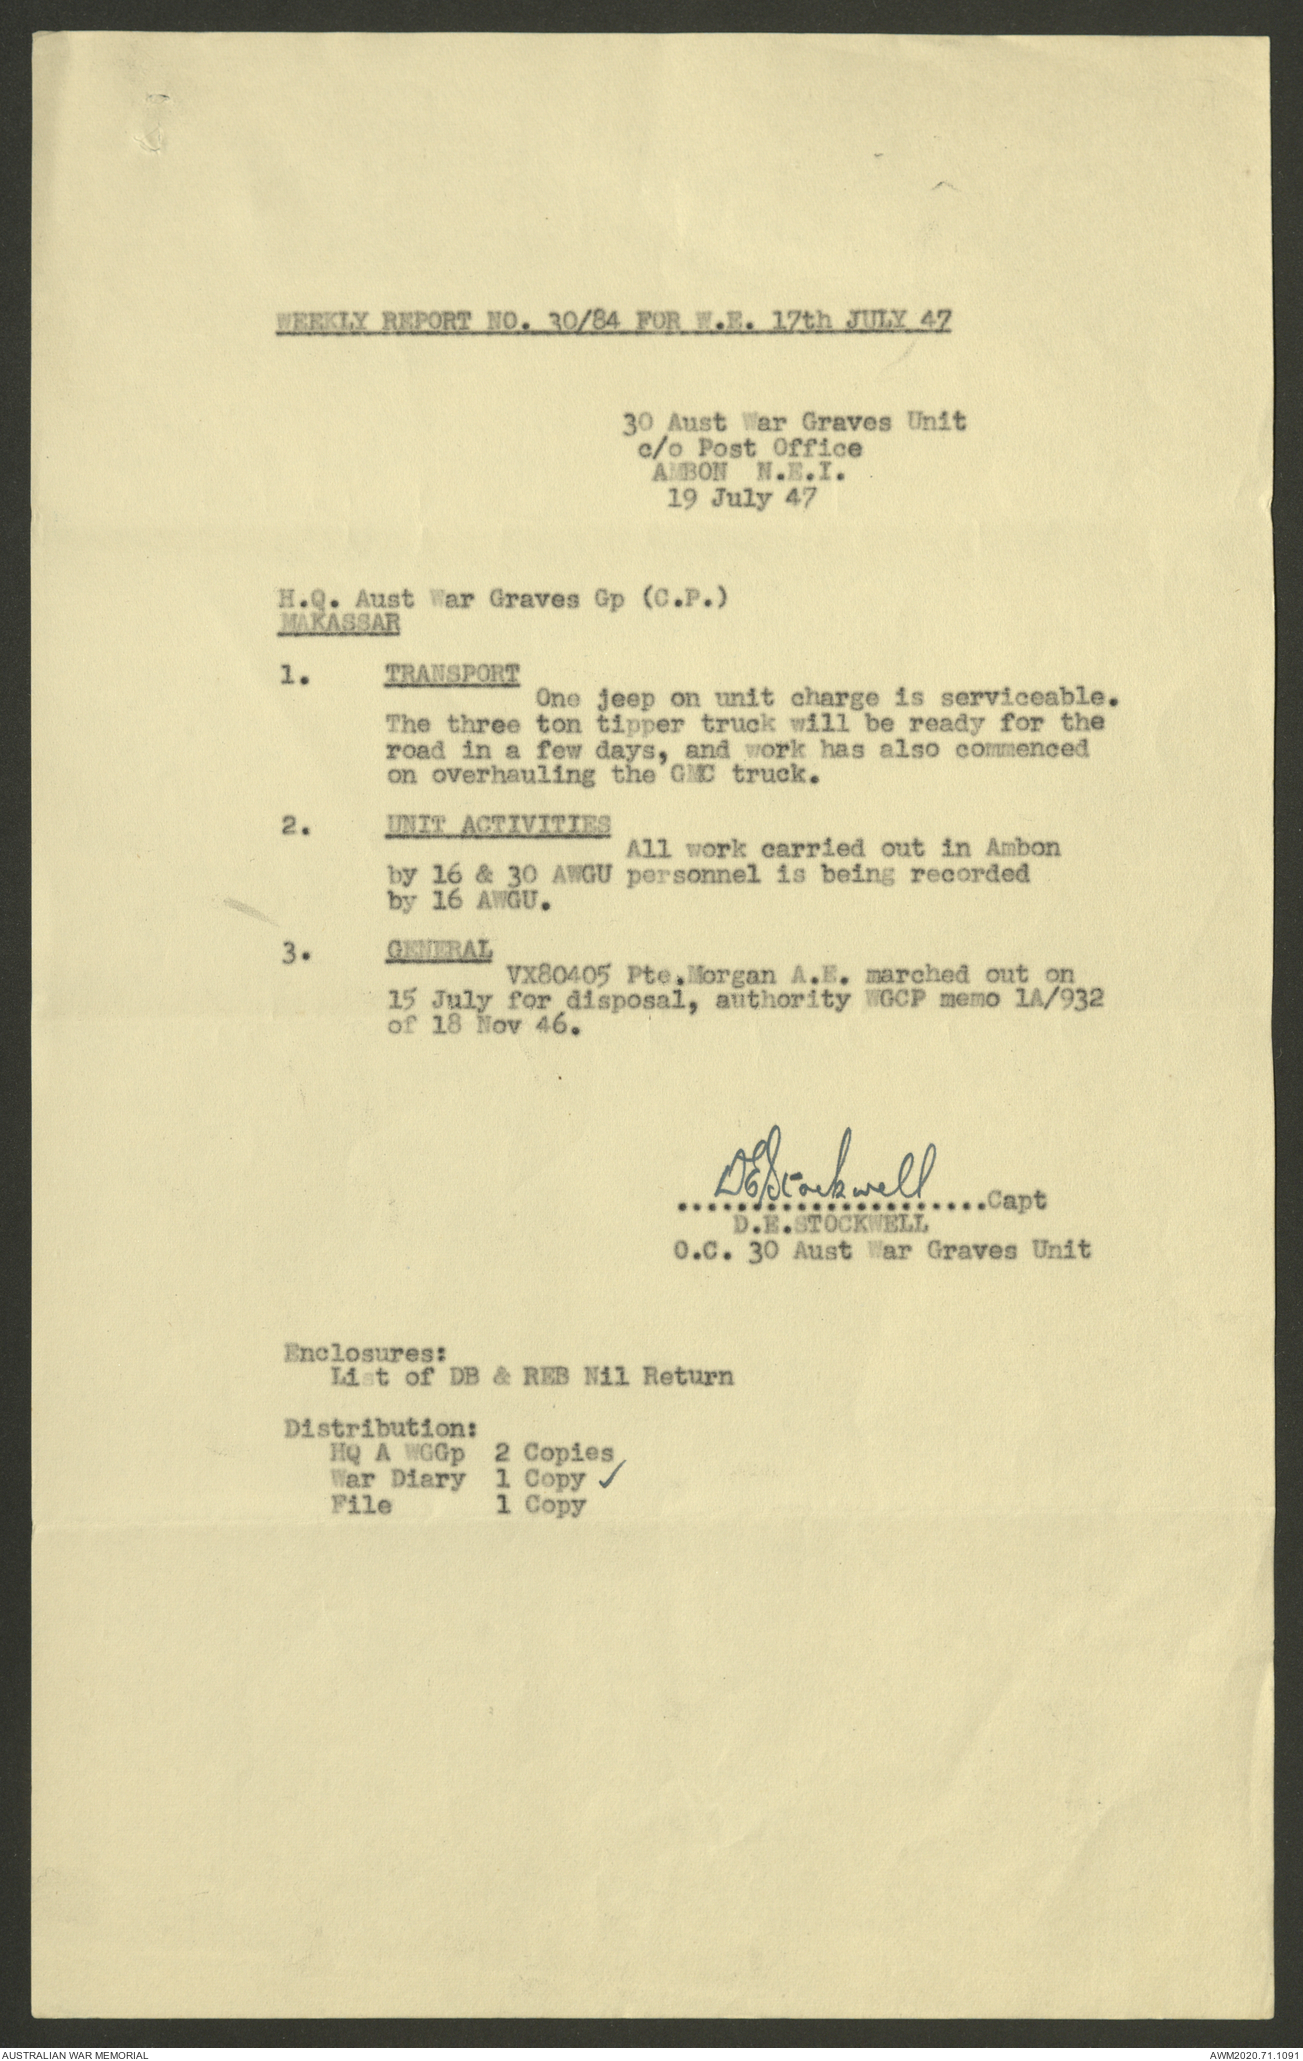 WEEKLY REPORT NO. 30/84 FOR W.E. 17th JULY 47
30 Aust War Graves Unit
c/o Post Office
AMBON N.E.I.
19 July 47
H.Q. Aust War Graves Gp (C.P.)
MAKASSAR
1. TRANSPORT
One jeep on unit charge is serviceable.
The three ton tipper truck will be ready for the
road in a few days, and work has also commenced
on overhauling the GMC truck.
2. UNIT ACTIVITIES
All work carried out in Ambon
by 16 & 30 AWGU personnel is being recorded
by 16 AWGU.
3. GENERAL
VX80405 Pte.Morgan A.E. marched out on
15 July for disposal, authority WGCP memo 1A/932
of 18 Nov 46.
DEStockwell
.....................Capt
D.E.STOCKWELL
O.C. 30 Aust War Graves Unit
Enclosures:
List of DB & REB Nil Return
Distribution:
HQ A WGGp 2 Copies
War Diary 1 Copy ✓
File 1 Copy
AUSTRALIAN WAR MEMORIAL
AWM2020.71.1091